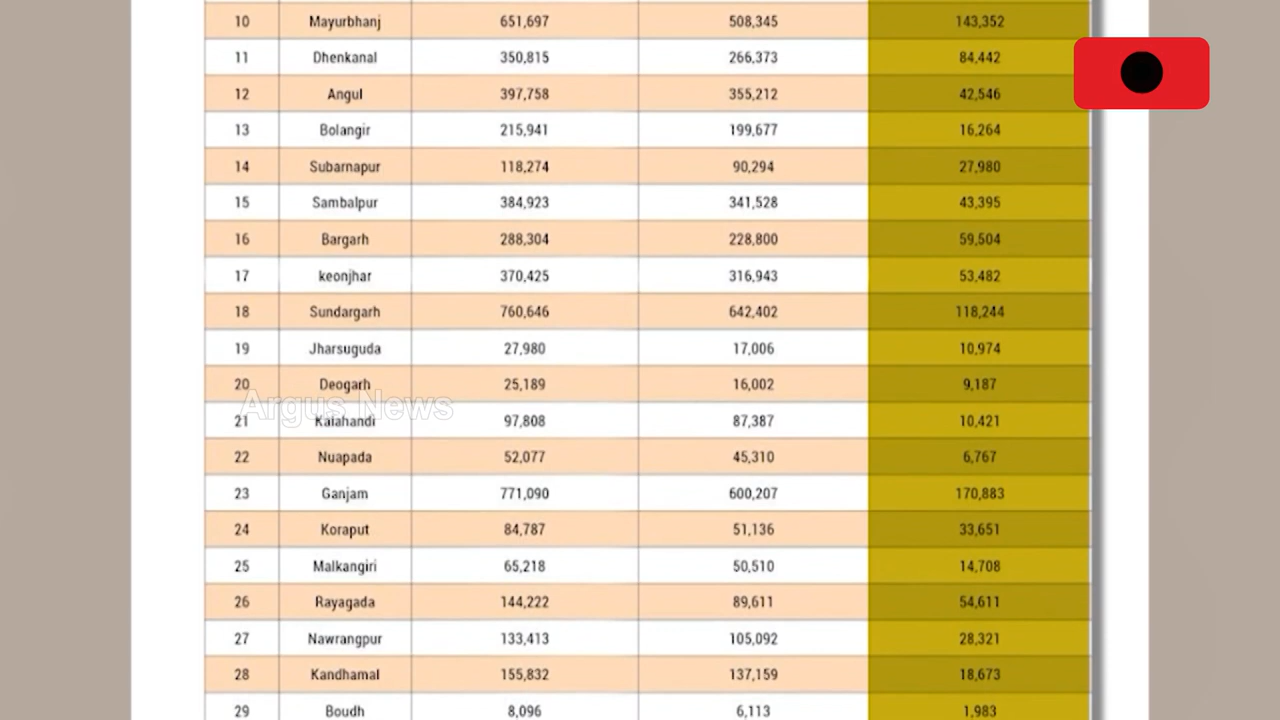 10 Mayurbhanj 651,697 508,345 143,352
11 Dhenkanal 350,815 266,373 84,442
12 Angul 397,758 355,212 42,546
13 Bolangir 215,941 199,677 16,264
14 Subarnapur 118,274 90,294 27,980
15 Sambalpur 384,923 341,528 43,395
16 Bargarh 288,304 228,800 59,504
17 keonjhar 370,425 316,943 53,482
18 Sundargarh 760,646 642,402 118,244
19 Jharsuguda 27,980 17,006 10,974
20 Deogarh 25,189 16,002 9,187
Argus News
21 Kalahandi 97,808 87,387 10,421
22 Nuapada 52,077 45,310 6,767
23 Ganjam 771,090 600,207 170,883
24 Koraput 84,787 51,136 33,651
25 Malkangiri 65,218 50,510 14,708
26 Rayagada 144,222 89,611 54,611
27 Nawrangpur 133,413 105,092 28,321
28 Kandhamal 155,832 137,159 18,673
29 Boudh 8,096 6,113 1,983